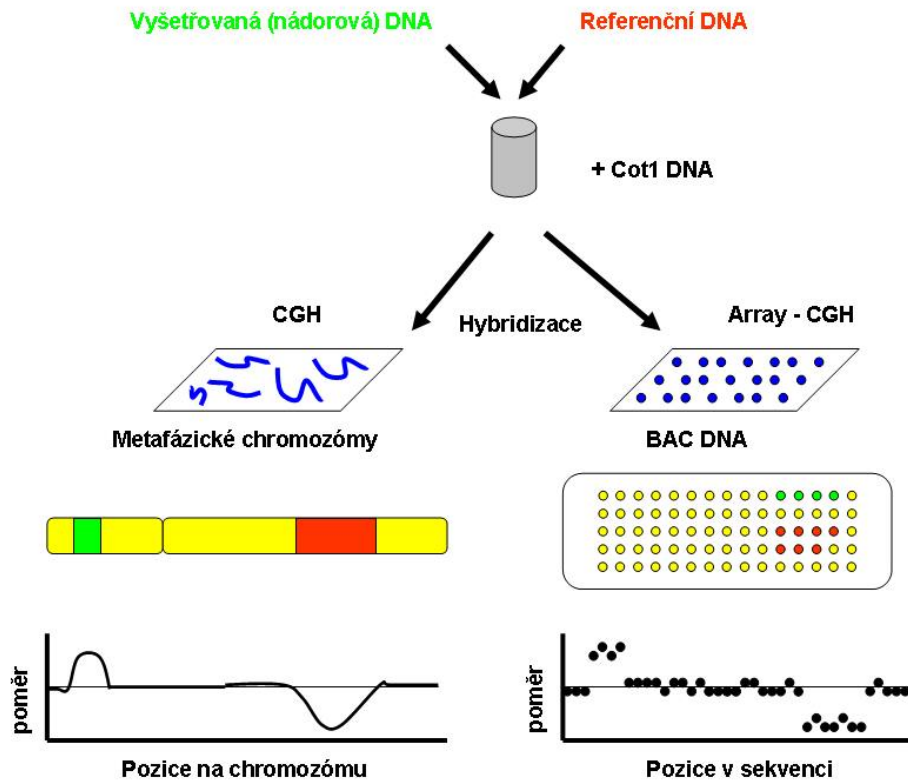 Vyšetřovaná (nádorová) DNA
Referenční DNA
+ Cot1 DNA
CGH
Hybridizace
Array - CGH
Metafázické chromozómy
BAC DNA
poměr
Pozice na chromozómu
poměr
Pozice v sekvenci